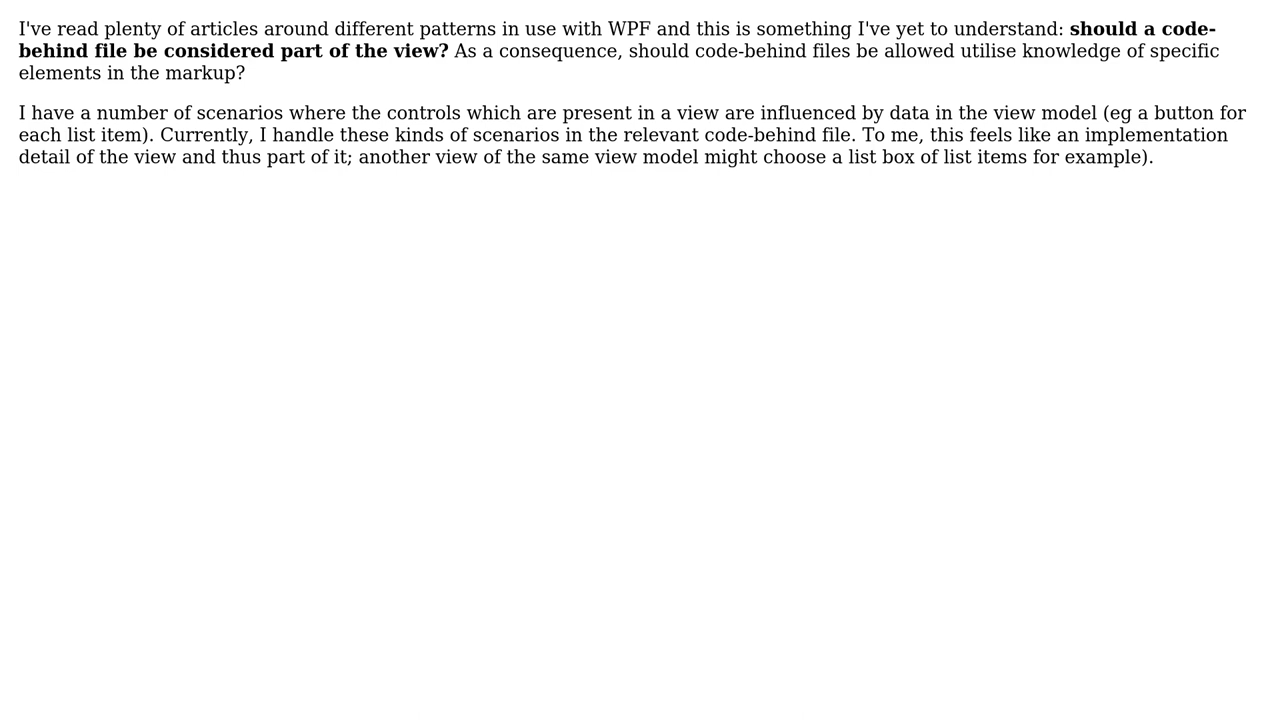 I've read plenty of articles around different patterns in use with WPF and this is something I've yet to understand: should a code-
behind file be considered part of the view? As a consequence, should code-behind files be allowed utilise knowledge of specific
elements in the markup?
I have a number of scenarios where the controls which are present in a view are influenced by data in the view model (eg a button for
each list item). Currently, I handle these kinds of scenarios in the relevant code-behind file. To me, this feels like an implementation
detail of the view and thus part of it; another view of the same view model might choose a list box of list items for example).